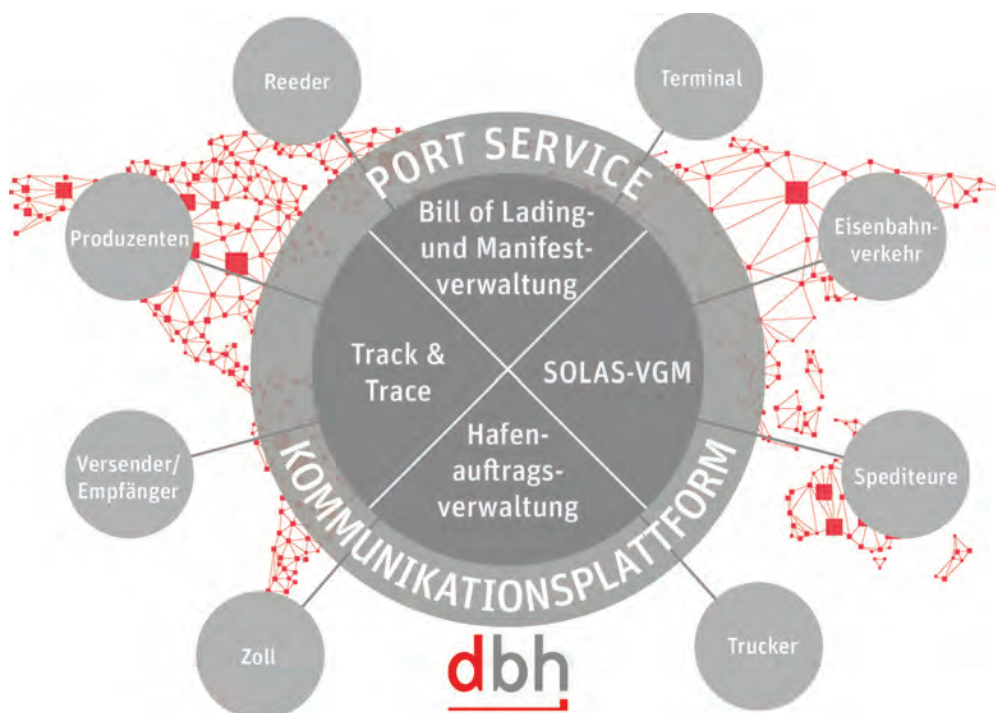 Reeder
Terminal
PORT SERVICE
Bill of Lading-
und Manifest-
verwaltung
Produzenten
Eisenbahn-
verkehr
Track &
Trace
SOLAS-VGM
Hafen-
auftrags-
verwaltung
Versender/
Empfänger
Spediteure
KOMMUNIKATIONSPLATTFORM
Zoll
Trucker
dbh